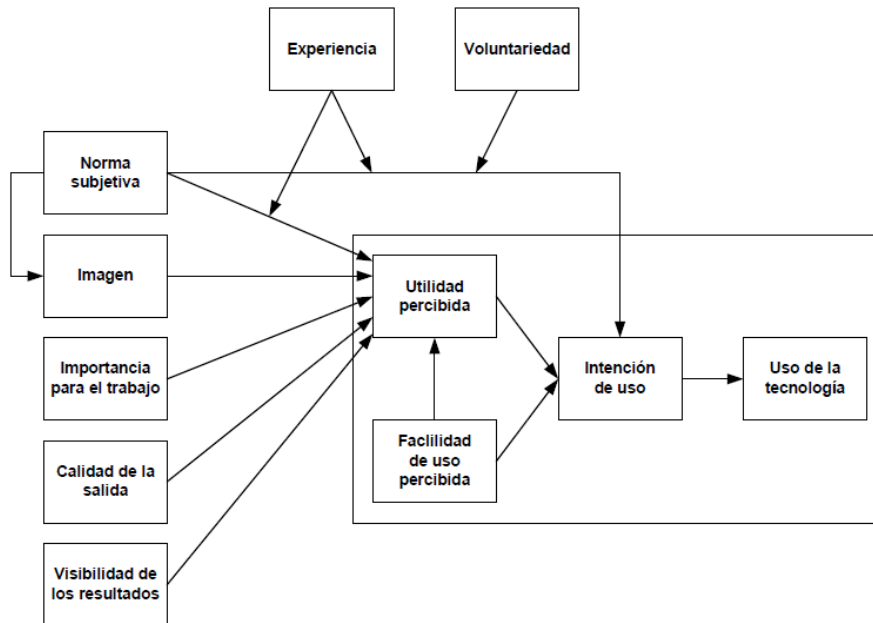 Experiencia
Voluntariedad
Norma
subjetiva
Imagen
Utilidad
percibida
Importancia
para el trabajo
Intención
de uso
Uso de la
tecnología
Faclilidad
de uso
percibida
Calidad de la
salida
Visibilidad de
los resultados